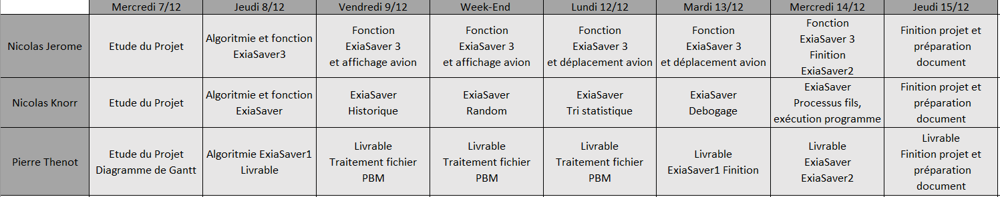 Mercredi 7/12
Jeudi 8/12
Vendredi 9/12
Week-End
Lundi 12/12
Mardi 13/12
Mercredi 14/12
Jeudi 15/12
Nicolas Jerome
Etude du Projet
Algoritmie et fonction
ExiaSaver3
Fonction
ExiaSaver 3
et affichage avion
Fonction
ExiaSaver 3
et affichage avion
Fonction
ExiaSaver 3
et déplacement avion
Fonction
ExiaSaver 3
et déplacement avion
Fonction
ExiaSaver 3
Finition
ExiaSaver2
Finition projet et
préparation
document
Nicolas Knorr
Etude du Projet
Algoritmie et fonction
ExiaSaver
ExiaSaver
Historique
ExiaSaver
Random
ExiaSaver
Tri statistique
ExiaSaver
Debogage
ExiaSaver
Processus fils,
exécution programme
Finition projet et
préparation
document
Pierre Thenot
Etude du Projet
Diagramme de Gantt
Algoritmie ExiaSaver1
Livrable
Livrable
Traitement fichier
PBM
Livrable
Traitement fichier
PBM
Livrable
Traitement fichier
PBM
Livrable
ExiaSaver1 Finition
Livrable
ExiaSaver
ExiaSaver2
Livrable
Finition projet et
préparation
document